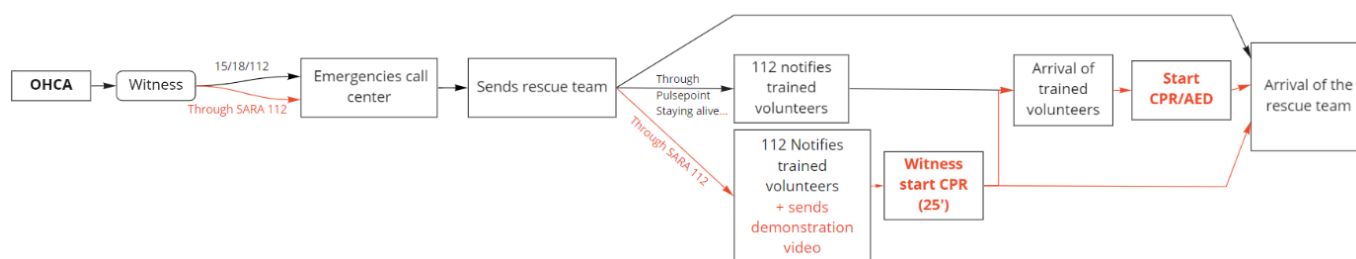 OHCA
Witness
15/18/112
Through SARA 112
Emergencies call
center
Sends rescue team
Through
Pulsepoint
Staying alive...
Through SARA 112
112 notifies
trained
volunteers
112 Notifies
trained
volunteers
+ sends
demonstration
video
Witness
start CPR
(25')
Arrival of
trained
volunteers
Start
CPR/AED
Arrival of the
rescue team